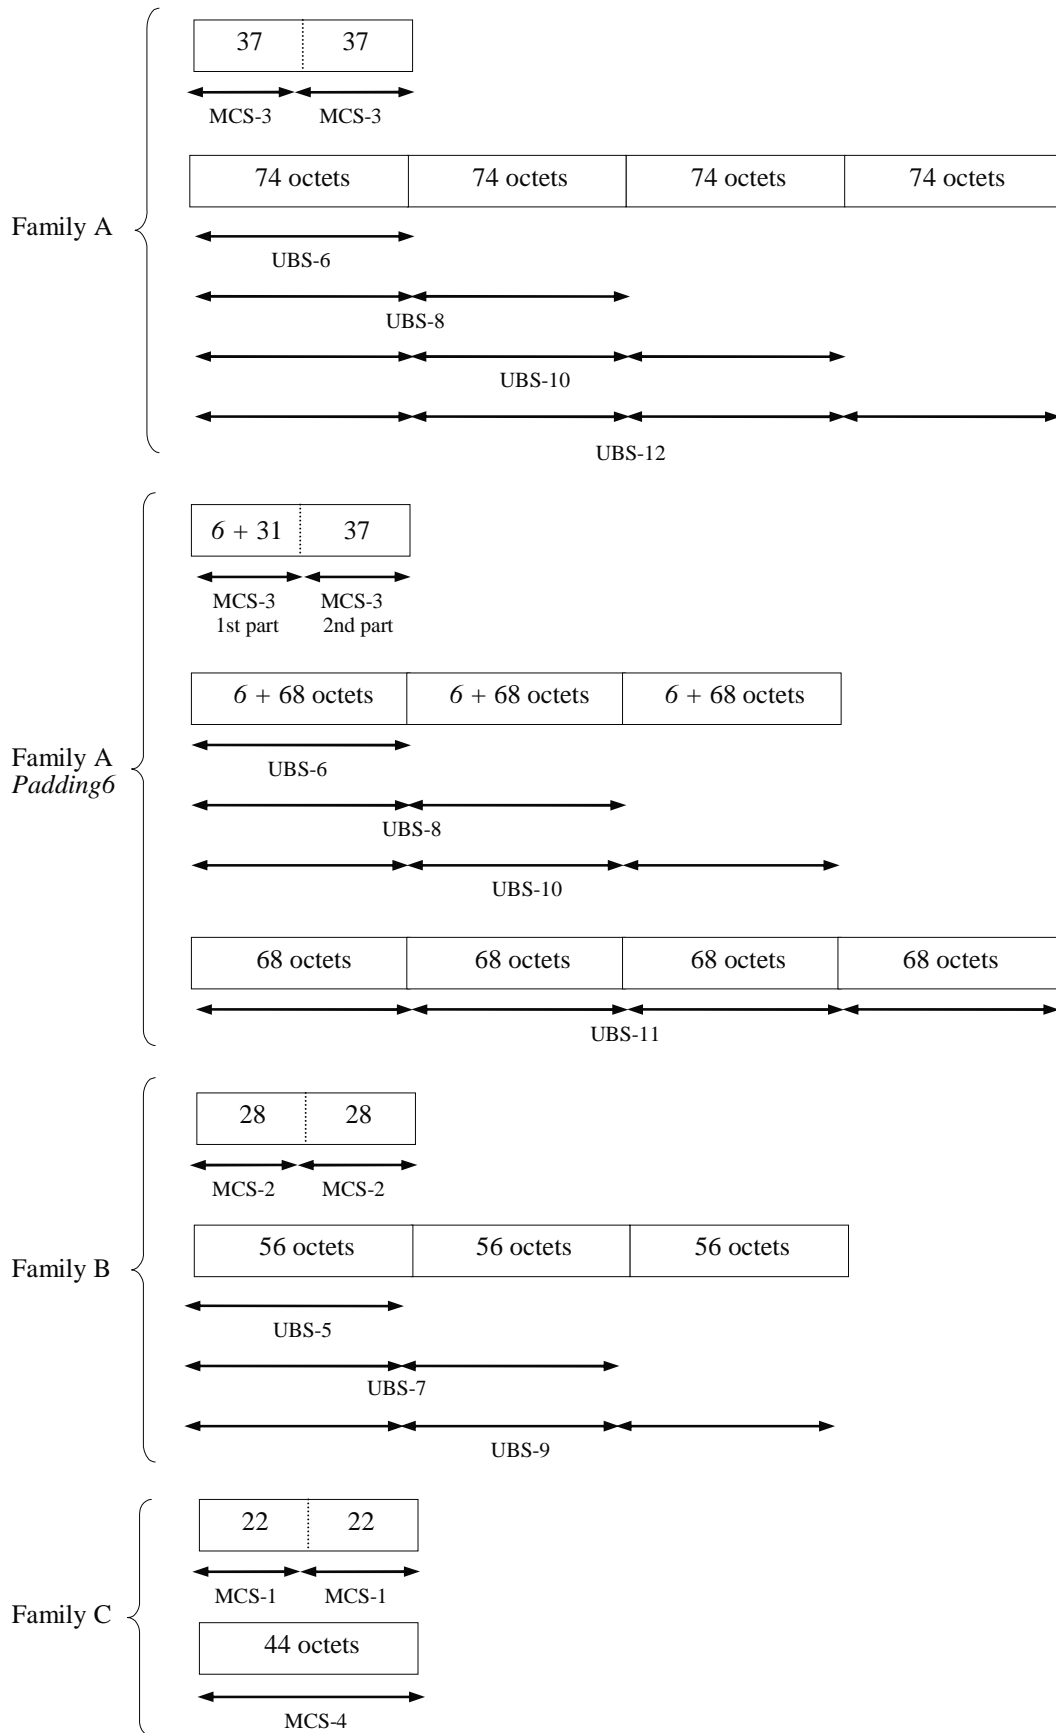 37 37
MCS-3 MCS-3
74 octets 74 octets 74 octets 74 octets
Family A
UBS-6
UBS-8
UBS-10
UBS-12
6 + 31 37
MCS-3 MCS-3
1st part 2nd part
6 + 68 octets 6 + 68 octets 6 + 68 octets
Family A
Padding6
UBS-6
UBS-8
UBS-10
68 octets 68 octets 68 octets 68 octets
UBS-11
28 28
MCS-2 MCS-2
56 octets 56 octets 56 octets
Family B
UBS-5
UBS-7
UBS-9
22 22
MCS-1 MCS-1
Family C
44 octets
MCS-4